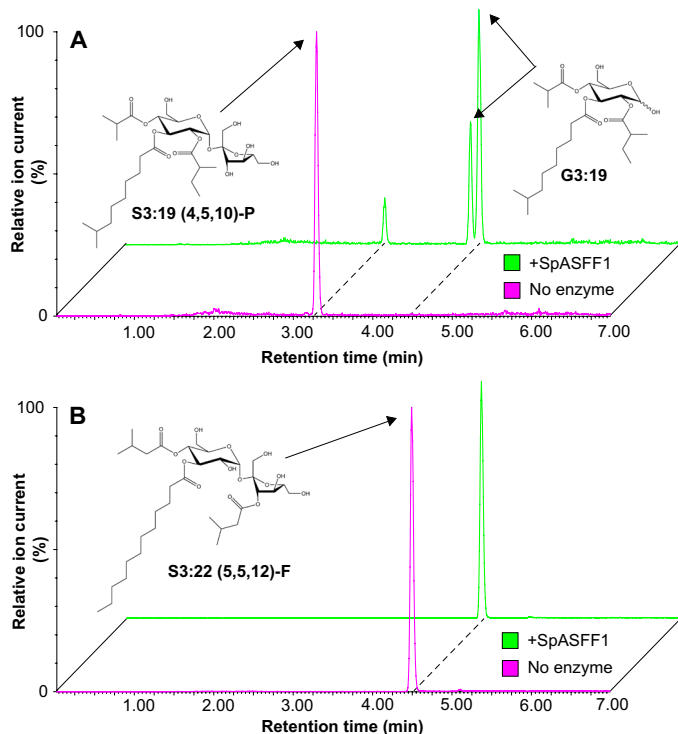 A
100
Relative ion current
(%)
0
S3:19 (4,5,10)-P
G3:19
+SpASFF1
No enzyme
1.00 2.00 3.00 4.00 5.00 6.00 7.00
Retention time (min)
B
100
Relative ion current
(%)
0
S3:22 (5,5,12)-F
+SpASFF1
No enzyme
1.00 2.00 3.00 4.00 5.00 6.00 7.00
Retention time (min)